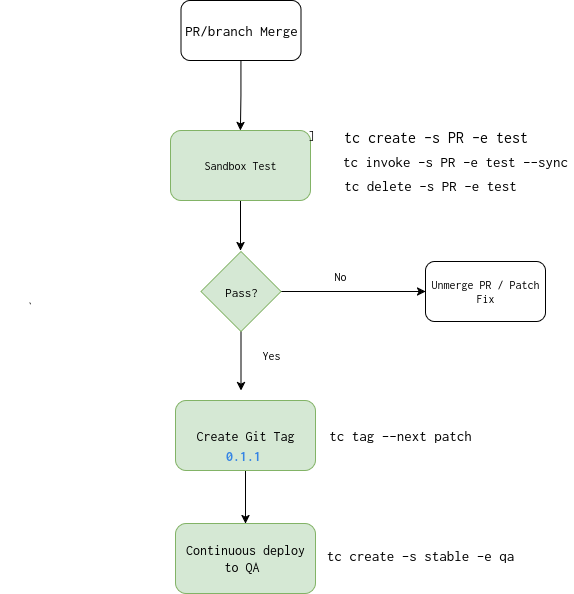 PR/branch Merge
]
tc create -s PR -e test
Sandbox Test
tc invoke -s PR -e test --sync
tc delete -s PR -e test
Pass?
No
Unmerge PR / Patch
Fix
Yes
Create Git Tag
0.1.1
tc tag --next patch
Continuous deploy
to QA
tc create -s stable -e qa